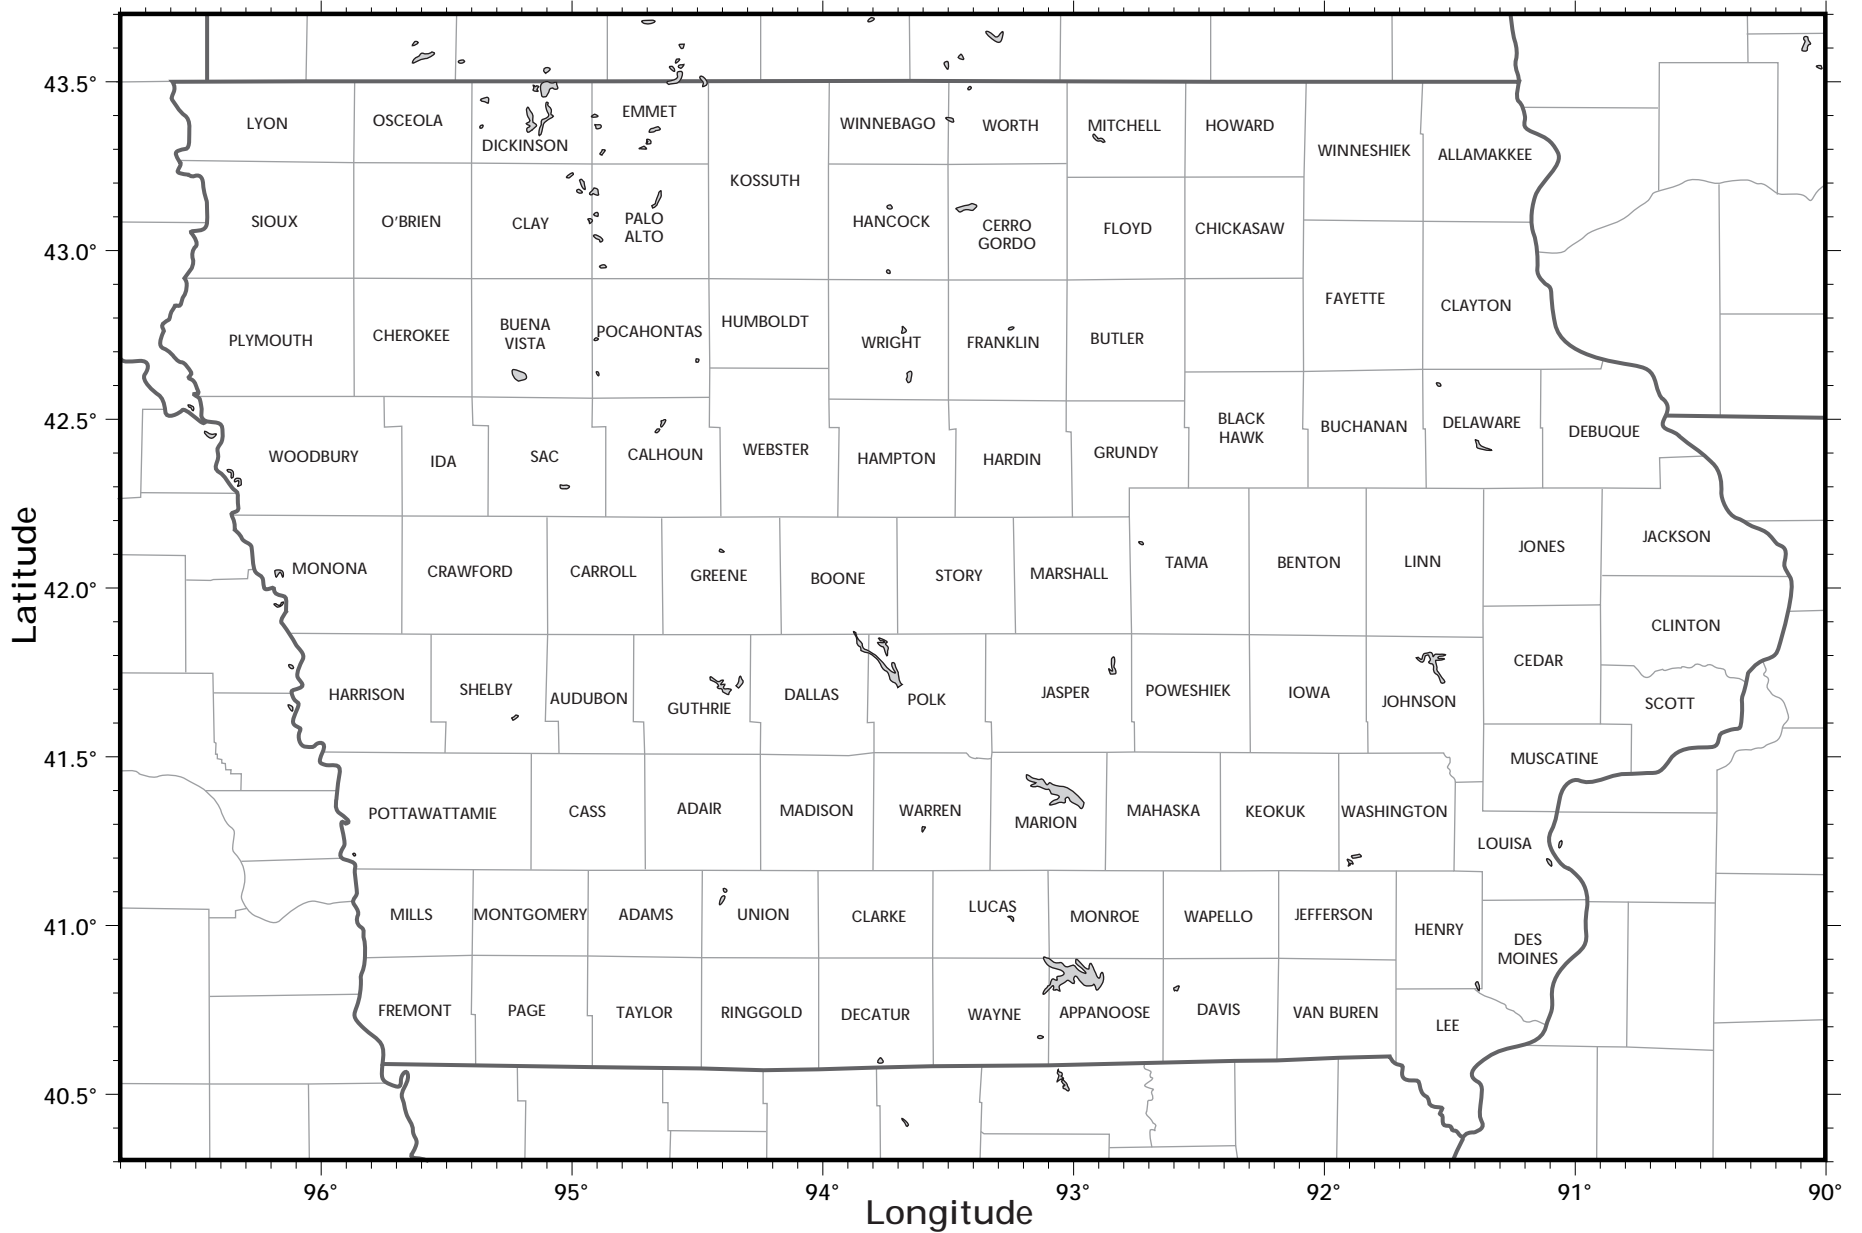 43.5°
LYON
OSCEOLA
DICKINSON
EMMET
WINNEBAGO
WORTH
MITCHELL
HOWARD
WINNESHIEK
ALLAMAKKEE
KOSSUTH
SIOUX
O’BRIEN
CLAY
PALO
ALTO
HANCOCK
CERRO
GORDO
FLOYD
CHICKASAW
43.0°
FAYETTE
CLAYTON
PLYMOUTH
CHEROKEE
BUENA
VISTA
POCAHONTAS
HUMBOLDT
WRIGHT
FRANKLIN
BUTLER
42.5°
WOODBURY
IDA
SAC
CALHOUN
WEBSTER
HAMPTON
HARDIN
GRUNDY
BLACK
HAWK
BUCHANAN
DELAWARE
DEBUQUE
Latitude
42.0°
MONONA
CRAWFORD
CARROLL
GREENE
BOONE
STORY
MARSHALL
TAMA
BENTON
LINN
JONES
JACKSON
CLINTON
HARRISON
SHELBY
AUDUBON
GUTHRIE
DALLAS
POLK
JASPER
POWESHIEK
IOWA
JOHNSON
CEDAR
SCOTT
41.5°
MUSCATINE
POTTAWATTAMIE
CASS
ADAIR
MADISON
WARREN
MARION
MAHASKA
KEOKUK
WASHINGTON
LOUISA
41.0°
MILLS
MONTGOMERY
ADAMS
UNION
CLARKE
LUCAS
MONROE
WAPELLO
JEFFERSON
HENRY
DES
MOINES
FREMONT
PAGE
TAYLOR
RINGGOLD
DECATUR
WAYNE
APPANOOSE
DAVIS
VAN BUREN
LEE
40.5°
96°
95°
94°
93°
92°
91°
90°
Longitude